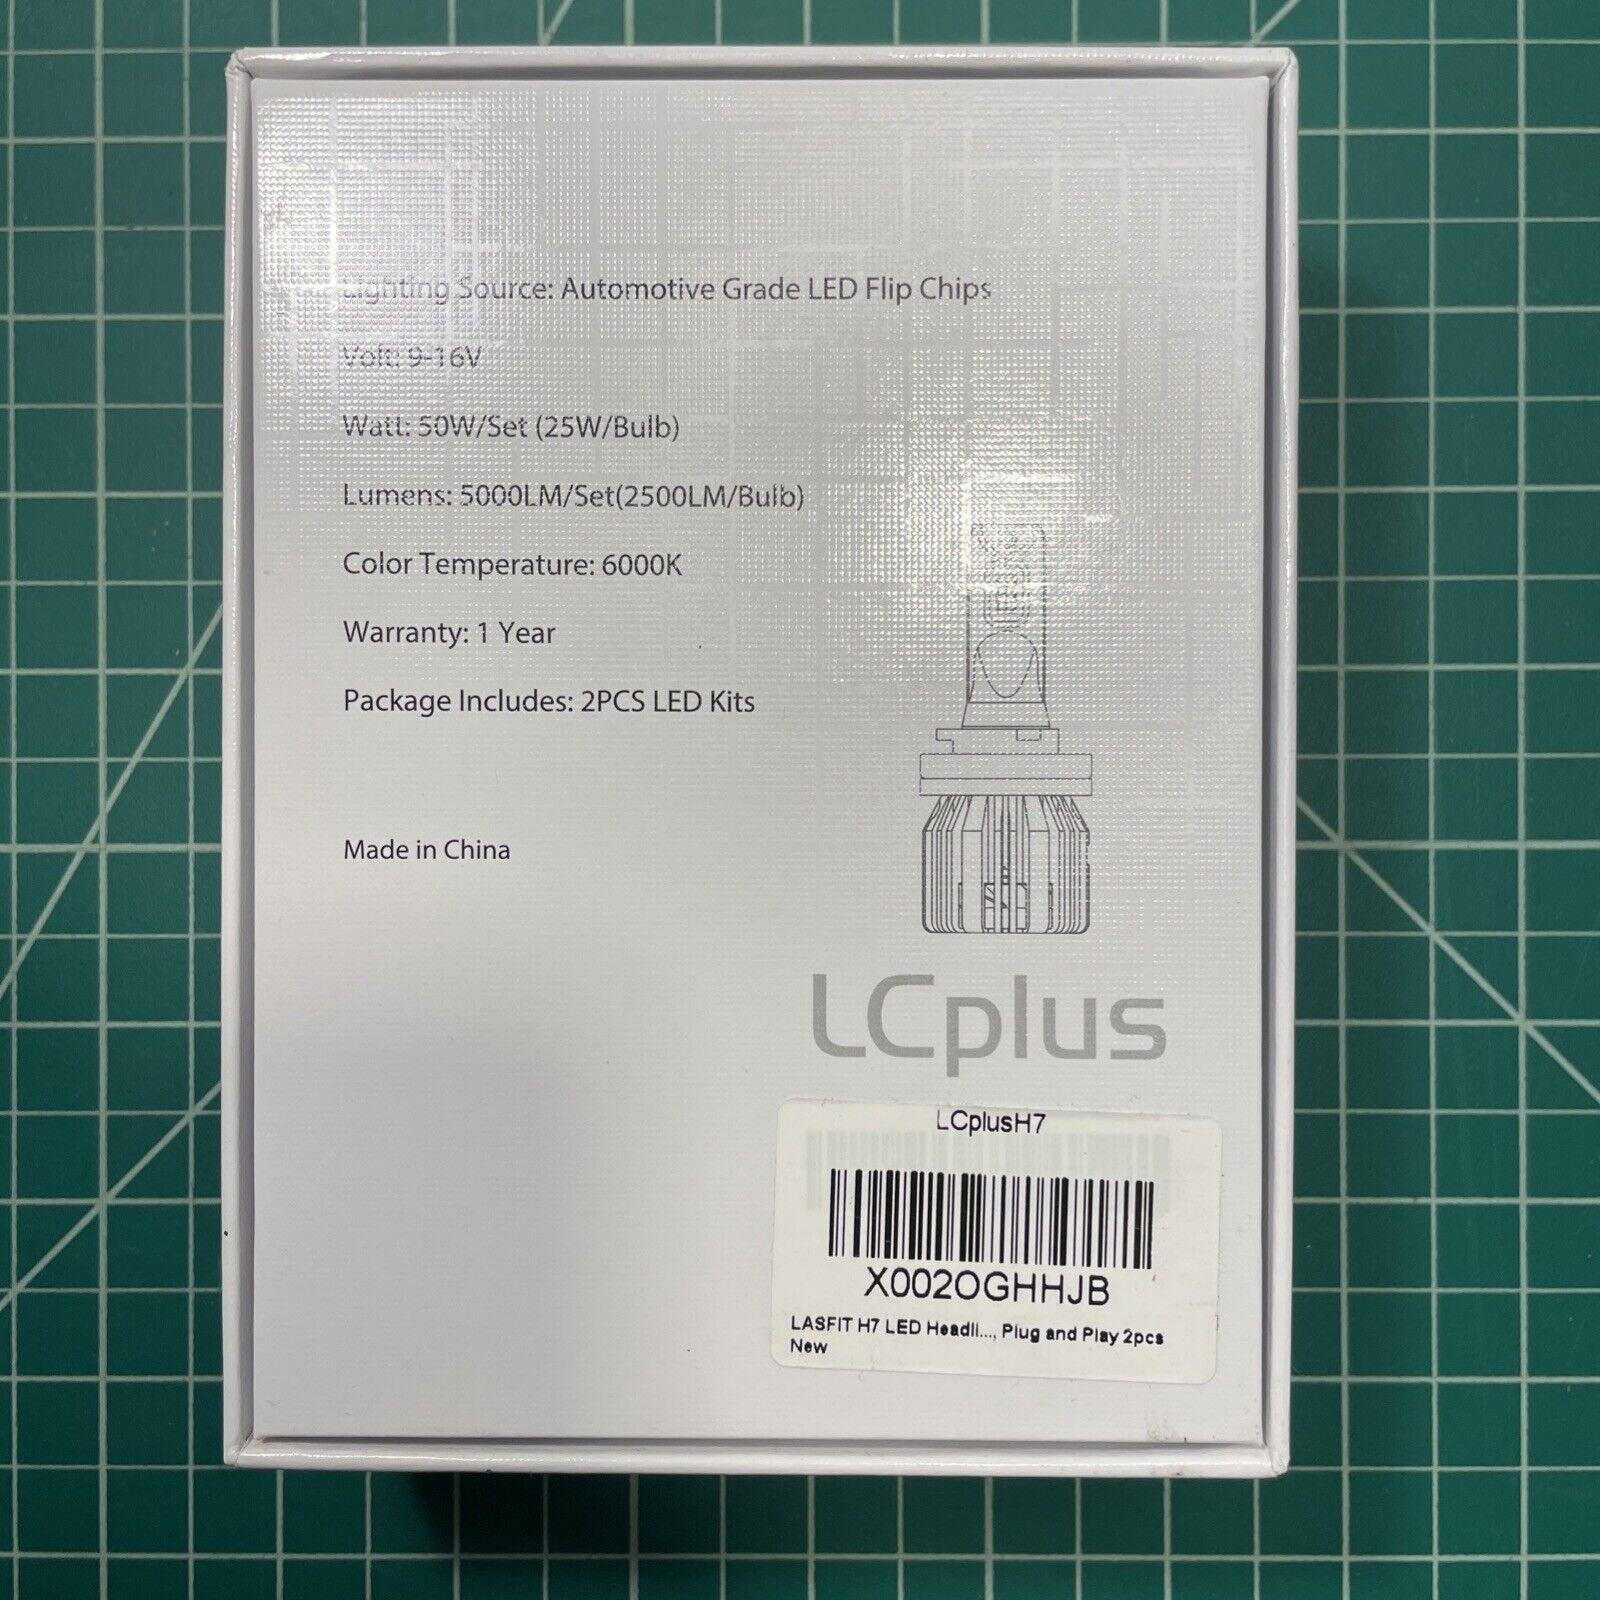 Lighting Source: Automotive Grade LED Flip Chips
Volt: 9-16V
Watt: 50W/Set (25W/Bulb)
Lumens: 5000LM/Set(2500LM/Bulb)
Color Temperature: 6000K
Warranty: 1 Year
Package Includes: 2PCS LED Kits
Made in China
LCplus
LCplusH7
X002OGHHJB
LASFIT H7 LED Headli..., Plug and Play 2pcs
New